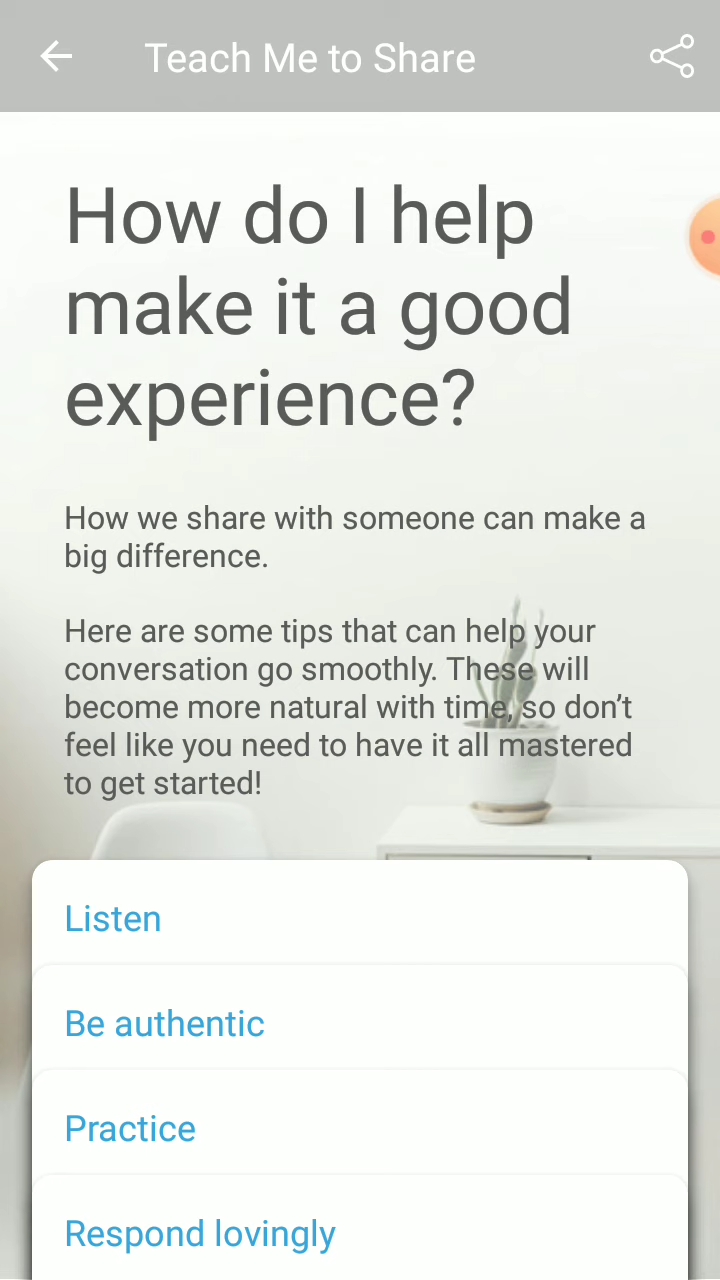 Teach Me to Share
How do I help
make it a good
experience?
How we share with someone can make a
big difference.
Here are some tips that can help your
conversation go smoothly. These will
become more natural with time, so don’t
feel like you need to have it all mastered
to get started!
Listen
Be authentic
Practice
Respond lovingly